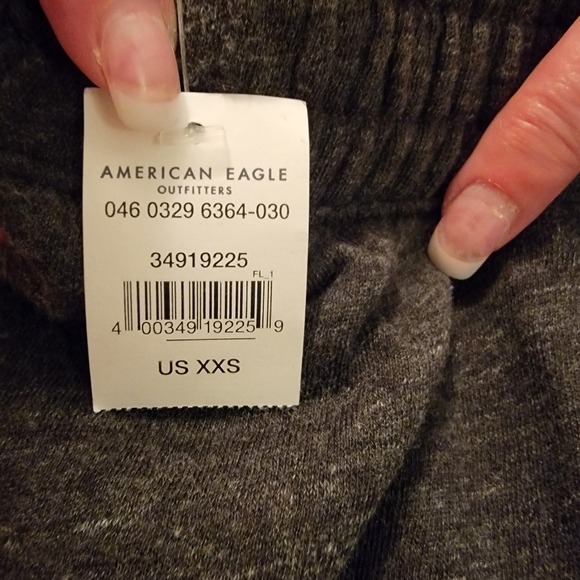 AMERICAN EAGLE
OUTFITTERS
046 0329 6364-030
34919225
FL_1
4 00349 19225 9
US XXS